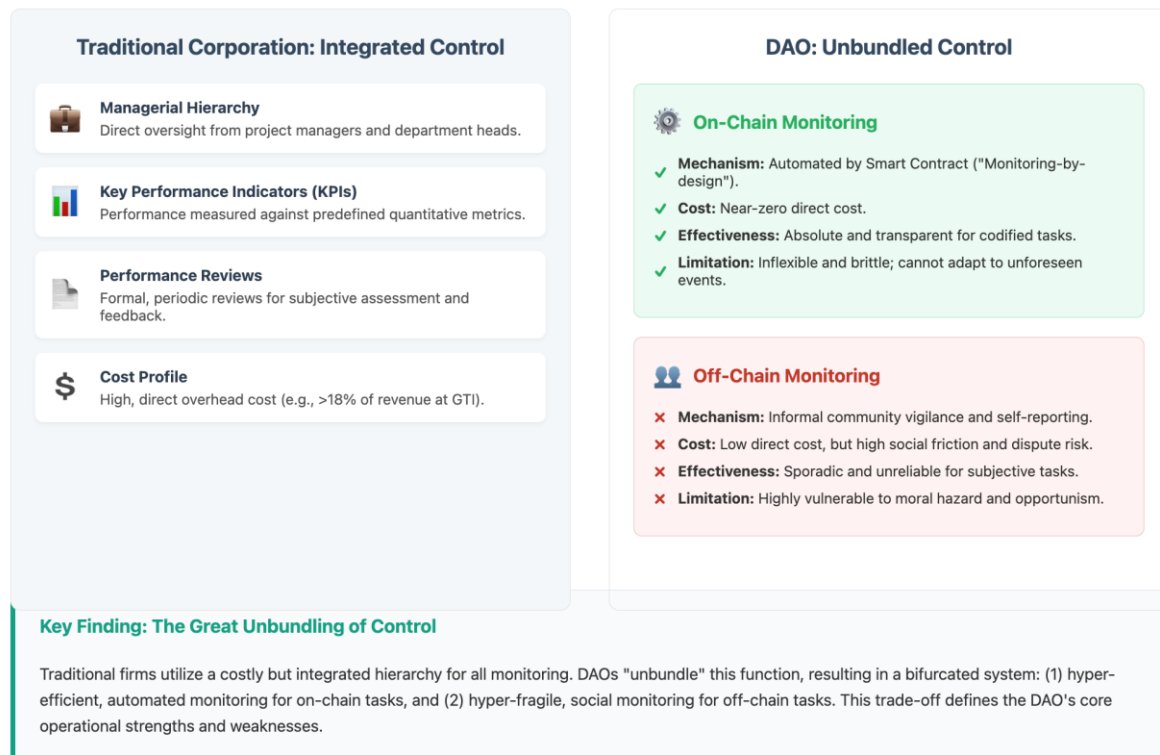 Traditional Corporation: Integrated Control
Managerial Hierarchy
Direct oversight from project managers and department heads.
Key Performance Indicators (KPIs)
Performance measured against predefined quantitative metrics.
Performance Reviews
Formal, periodic reviews for subjective assessment and
feedback.
$
Cost Profile
High, direct overhead cost (e.g., >18% of revenue at GTI).
DAO: Unbundled Control
On-Chain Monitoring
Mechanism: Automated by Smart Contract ("Monitoring-by-
design").
Cost: Near-zero direct cost.
Effectiveness: Absolute and transparent for codified tasks.
Limitation: Inflexible and brittle; cannot adapt to unforeseen
events.
Off-Chain Monitoring
Mechanism: Informal community vigilance and self-reporting.
Cost: Low direct cost, but high social friction and dispute risk.
Effectiveness: Sporadic and unreliable for subjective tasks.
Limitation: Highly vulnerable to moral hazard and opportunism.
Key Finding: The Great Unbundling of Control
Traditional firms utilize a costly but integrated hierarchy for all monitoring. DAOs "unbundle" this function, resulting in a bifurcated system: (1) hyper-
efficient, automated monitoring for on-chain tasks, and (2) hyper-fragile, social monitoring for off-chain tasks. This trade-off defines the DAO's core
operational strengths and weaknesses.